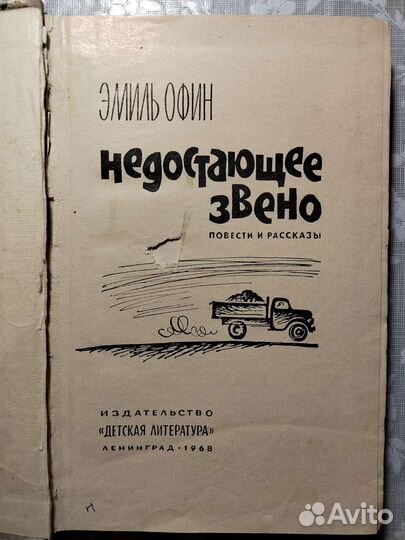 ЭМИЛЬ ОФИН
недостающее
звено
ПОВЕСТИ И РАССКАЗЫ
ИЗДАТЕЛЬСТВО
«ДЕТСКАЯ ЛИТЕРАТУРА»
ЛЕНИНГРАД · 1968
Avito